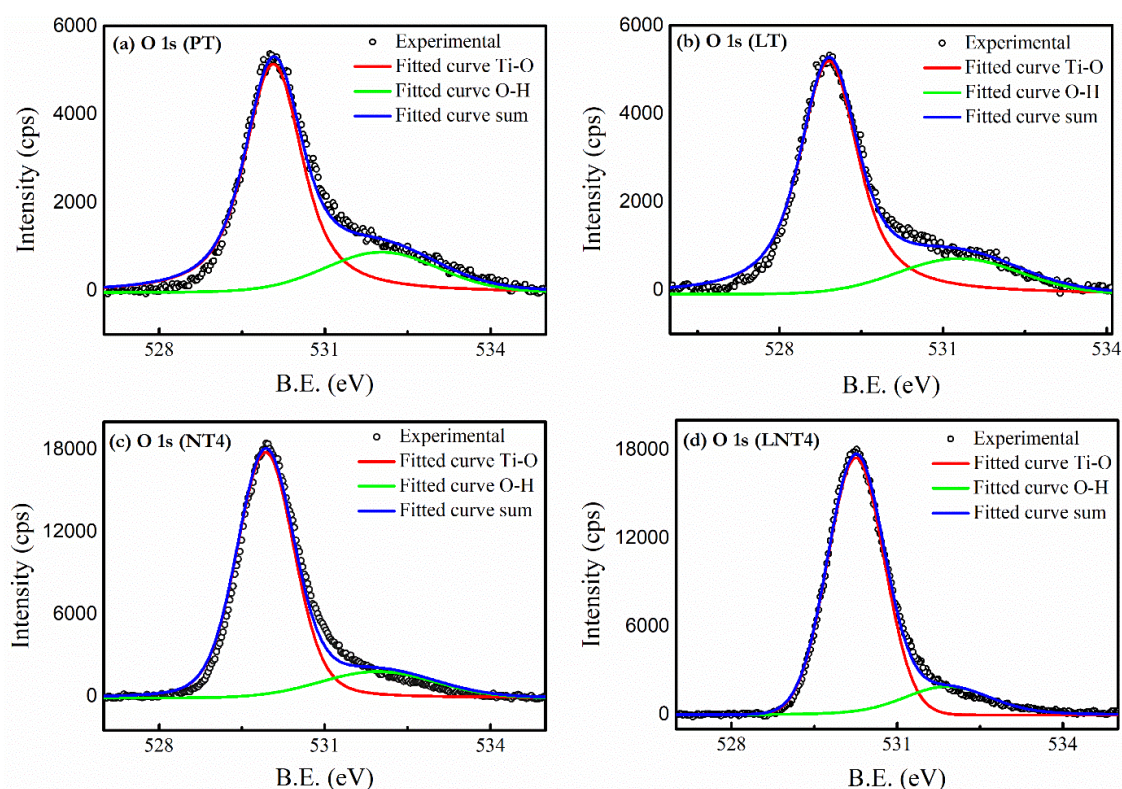 (a) O 1s (PT)
Experimental
Fitted curve Ti-O
Fitted curve O-H
Fitted curve sum
6000
4000
2000
0
Intensity (cps)
528
531
534
B.E. (eV)
(b) O 1s (LT)
Experimental
Fitted curve Ti-O
Fitted curve O-H
Fitted curve sum
6000
4000
2000
0
Intensity (cps)
528
531
534
B.E. (eV)
(c) O 1s (NT4)
Experimental
Fitted curve Ti-O
Fitted curve O-H
Fitted curve sum
18000
12000
6000
0
Intensity (cps)
528
531
534
B.E. (eV)
(d) O 1s (LNT4)
Experimental
Fitted curve Ti-O
Fitted curve O-H
Fitted curve sum
18000
12000
6000
0
Intensity (cps)
528
531
534
B.E. (eV)